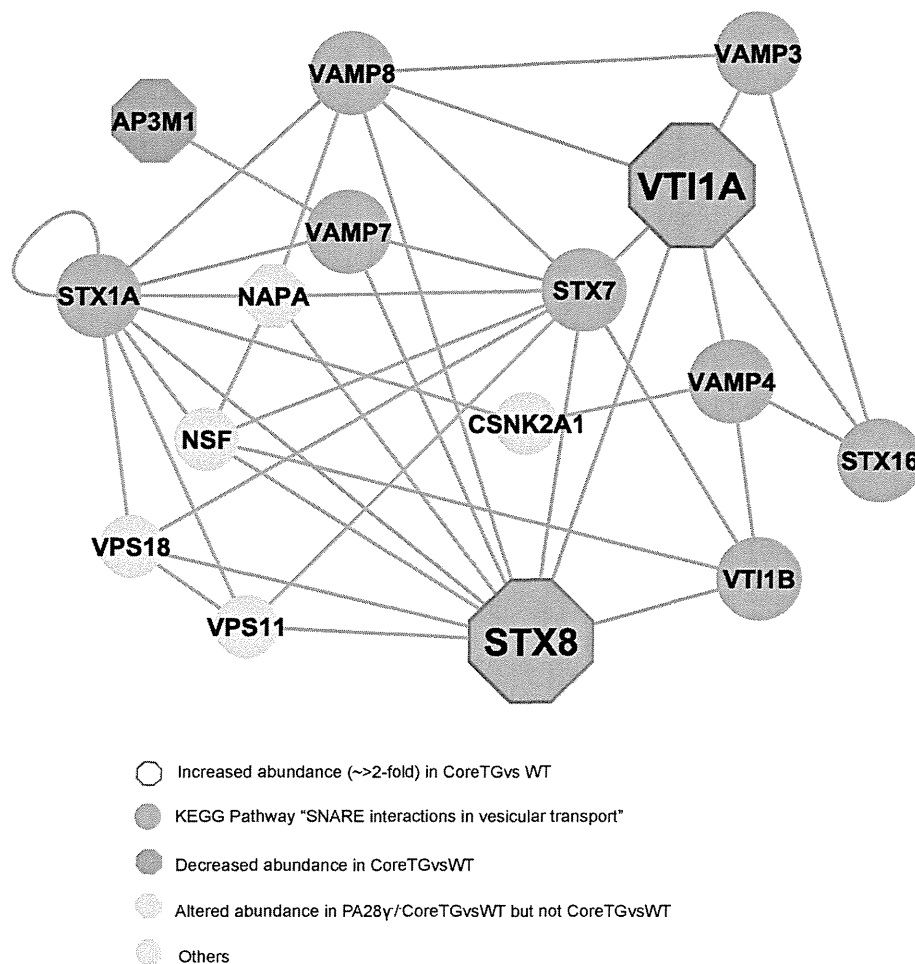 VAMP3
VAMP8
AP3M1
VTI1A
VAMP7
STX1A
NAPA
STX7
VAMP4
CSNK2A1
NSF
STX16
VPS18
VTI1B
VPS11
STX8
Increased abundance (~>2-fold) in CoreTGvs WT
KEGG Pathway "SNARE interactions in vesicular transport"
Decreased abundance in CoreTGvsWT
Altered abundance in PA28γ/-CoreTGvsWT but not CoreTGvsWT
Others